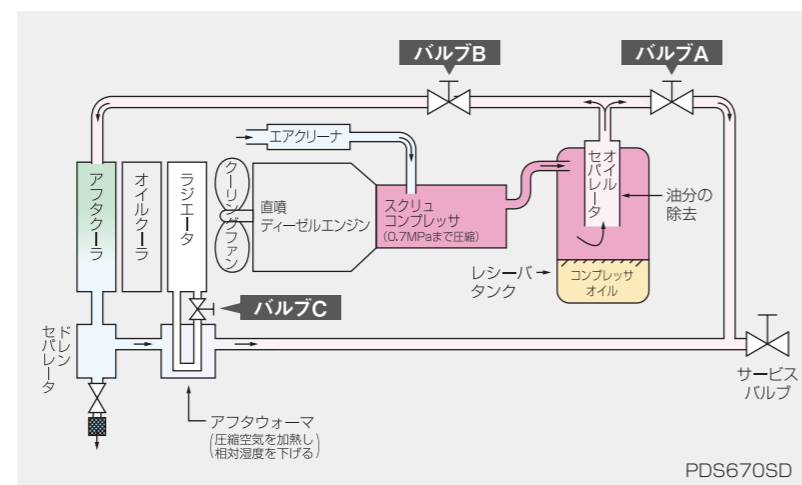 バルブB
バルブA
エアクリーナ
アフタクーラ
オイルクーラ
ラジエータ
クーリングファン
直噴
ディーゼルエンジン
スクリュ
コンプレッサ
(0.7MPaまで圧縮)
オイル
セパレータ
油分の
除去
レシーバ
タンク
コンプレッサ
オイル
バルブC
ドレン
セパレータ
サービス
バルブ
アフタウォーマ
(圧縮空気を加熱し
相対湿度を下げる)
PDS670SD